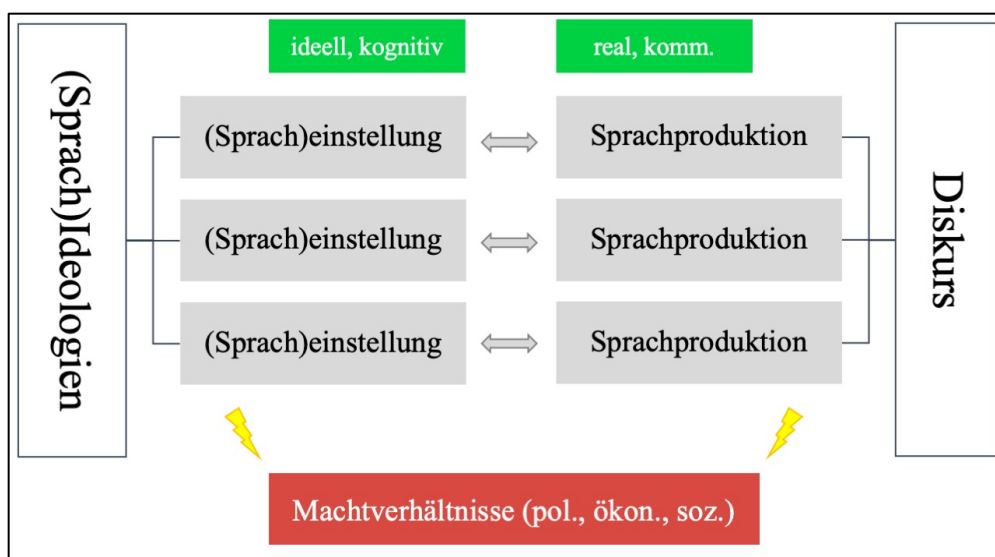 (Sprach)Ideologien
ideell, kognitiv
real, komm.
(Sprach)einstellung
Sprachproduktion
(Sprach)einstellung
Sprachproduktion
(Sprach)einstellung
Sprachproduktion
Diskurs
Machtverhältnisse (pol., ökon., soz.)